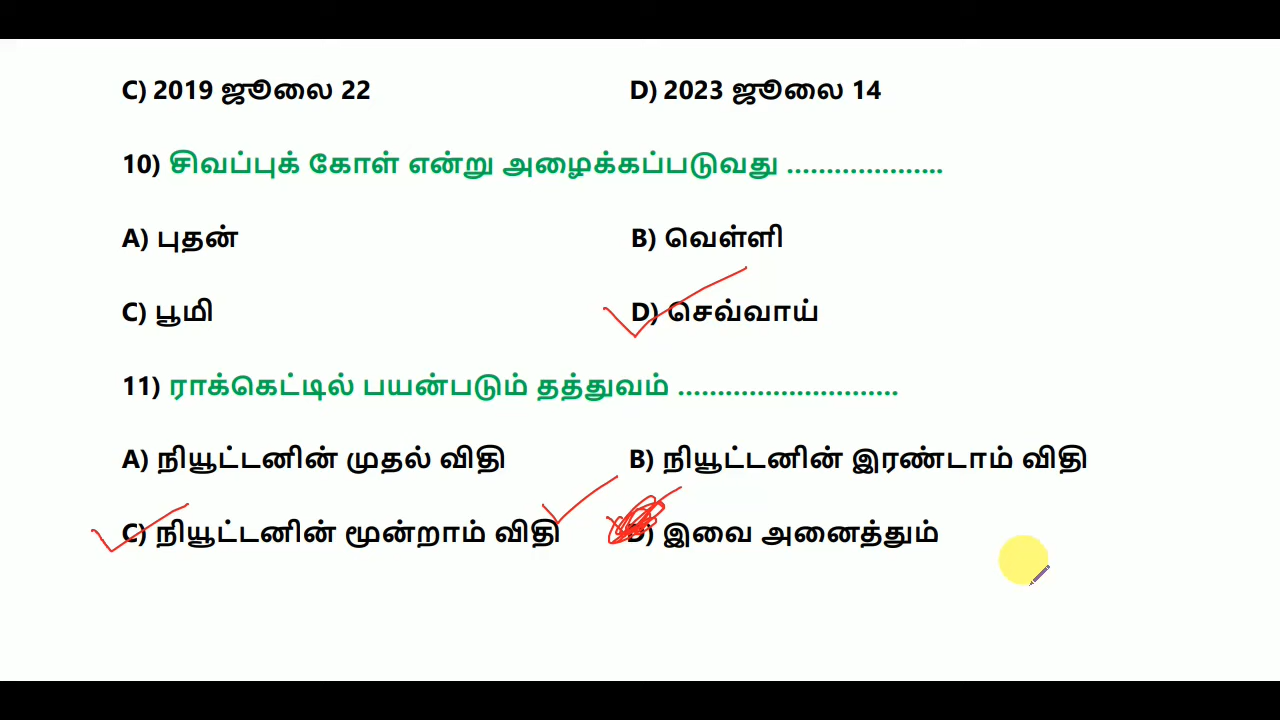 C) 2019 ஜூலை 22 D) 2023 ஜூலை 14
10) சிவப்புக் கோள் என்று அழைக்கப்படுவது ....................
A) புதன் B) வெள்ளி
C) பூமி D) செவ்வாய்
11) ராக்கெட்டில் பயன்படும் தத்துவம் ............................
A) நியூட்டனின் முதல் விதி B) நியூட்டனின் இரண்டாம் விதி
C) நியூட்டனின் மூன்றாம் விதி D) இவை அனைத்தும்